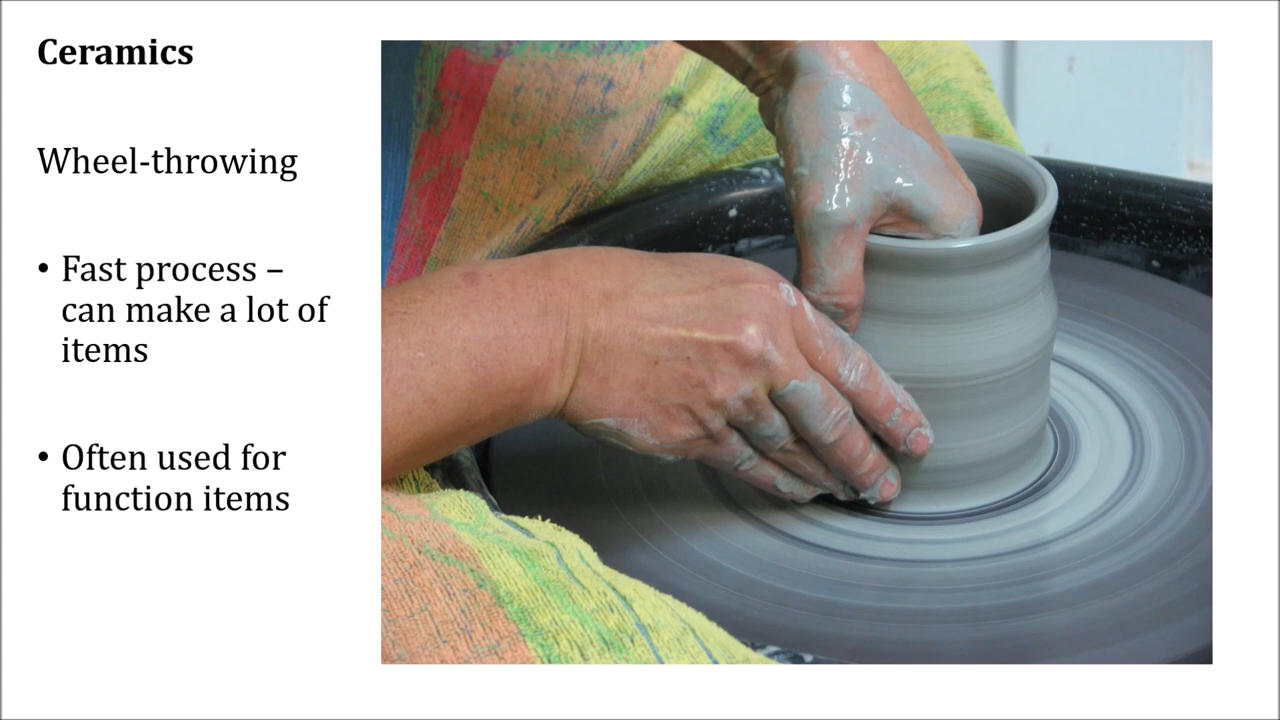 Ceramics
Wheel-throwing
• Fast process –
can make a lot of
items
• Often used for
function items